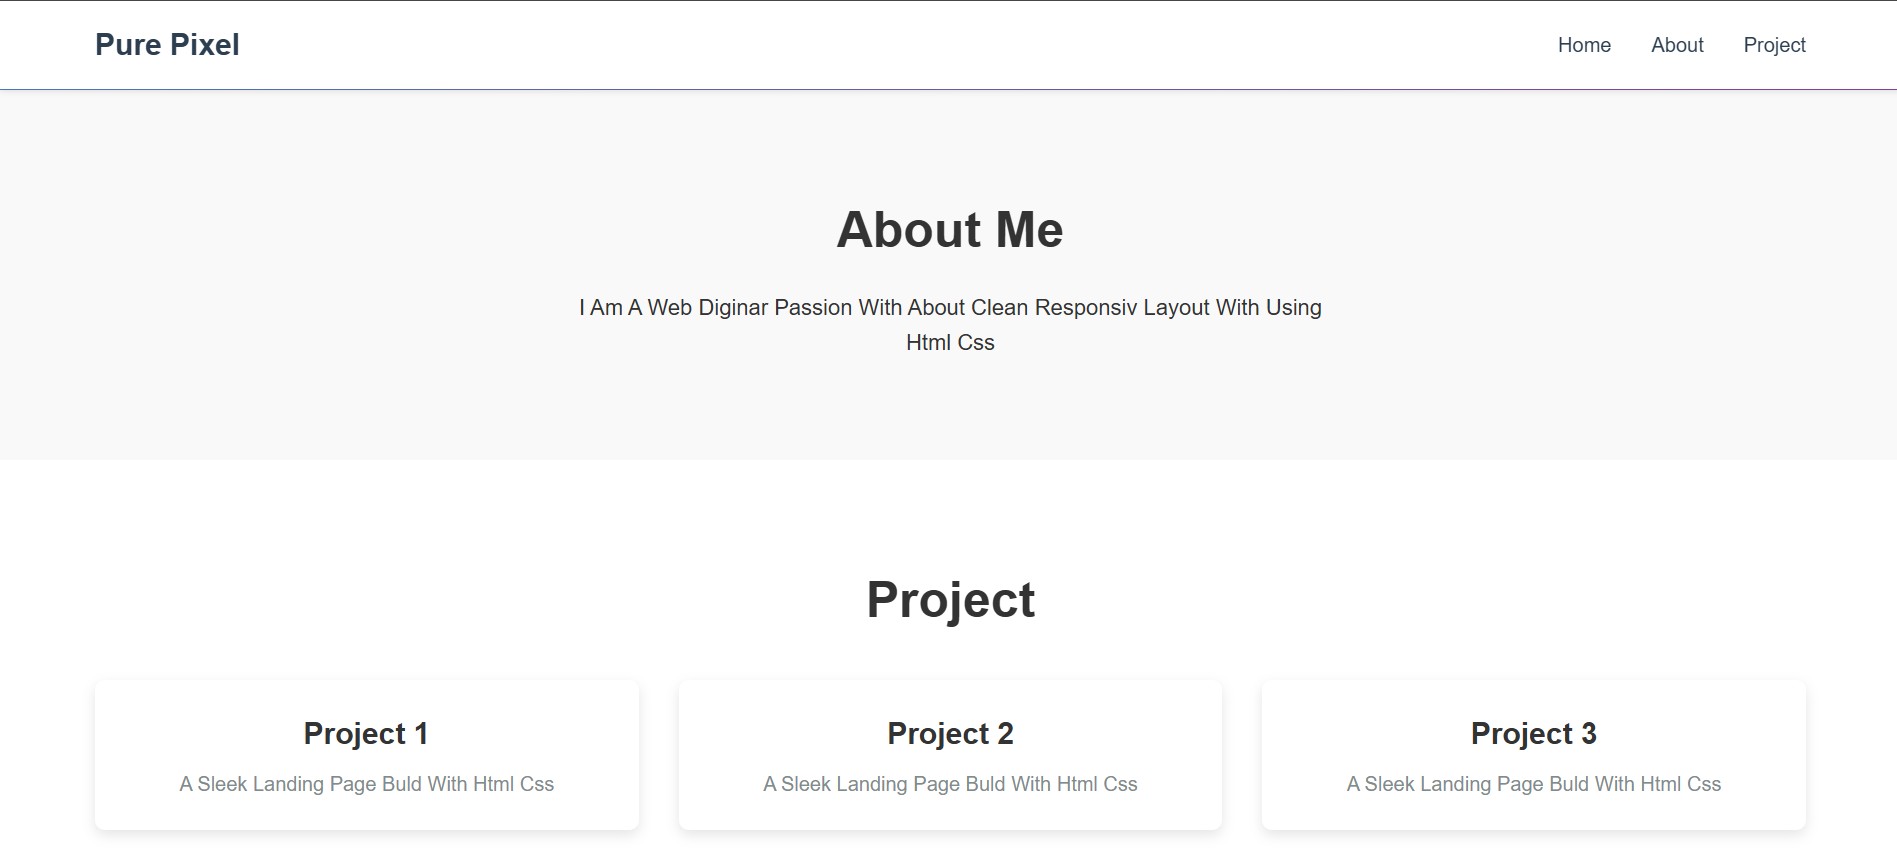 Pure Pixel
Home About Project
About Me
I Am A Web Diginar Passion With About Clean Responsiv Layout With Using
Html Css
Project
Project 1
A Sleek Landing Page Buld With Html Css
Project 2
A Sleek Landing Page Buld With Html Css
Project 3
A Sleek Landing Page Buld With Html Css